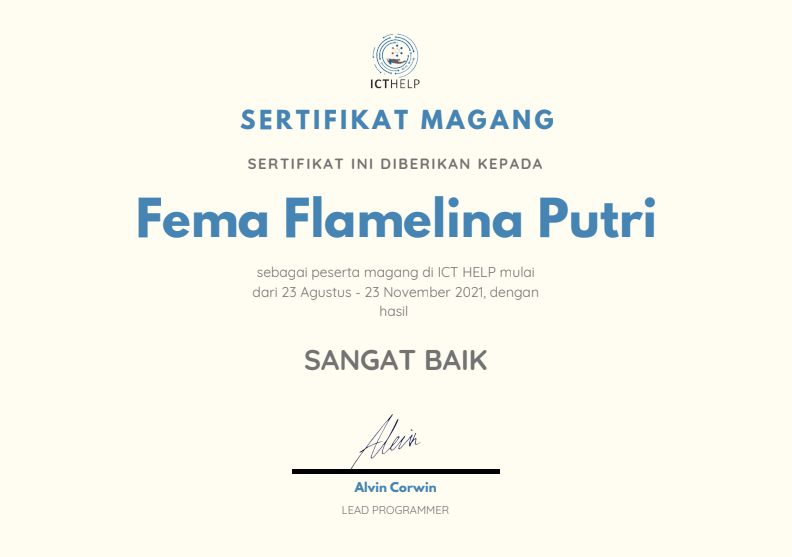 ICTHELP
SERTIFIKAT MAGANG
SERTIFIKAT INI DIBERIKAN KEPADA
Fema Flamelina Putri
sebagai peserta magang di ICT HELP mulai
dari 23 Agustus - 23 November 2021, dengan
hasil
SANGAT BAIK
Alvin
Alvin Corwin
LEAD PROGRAMMER